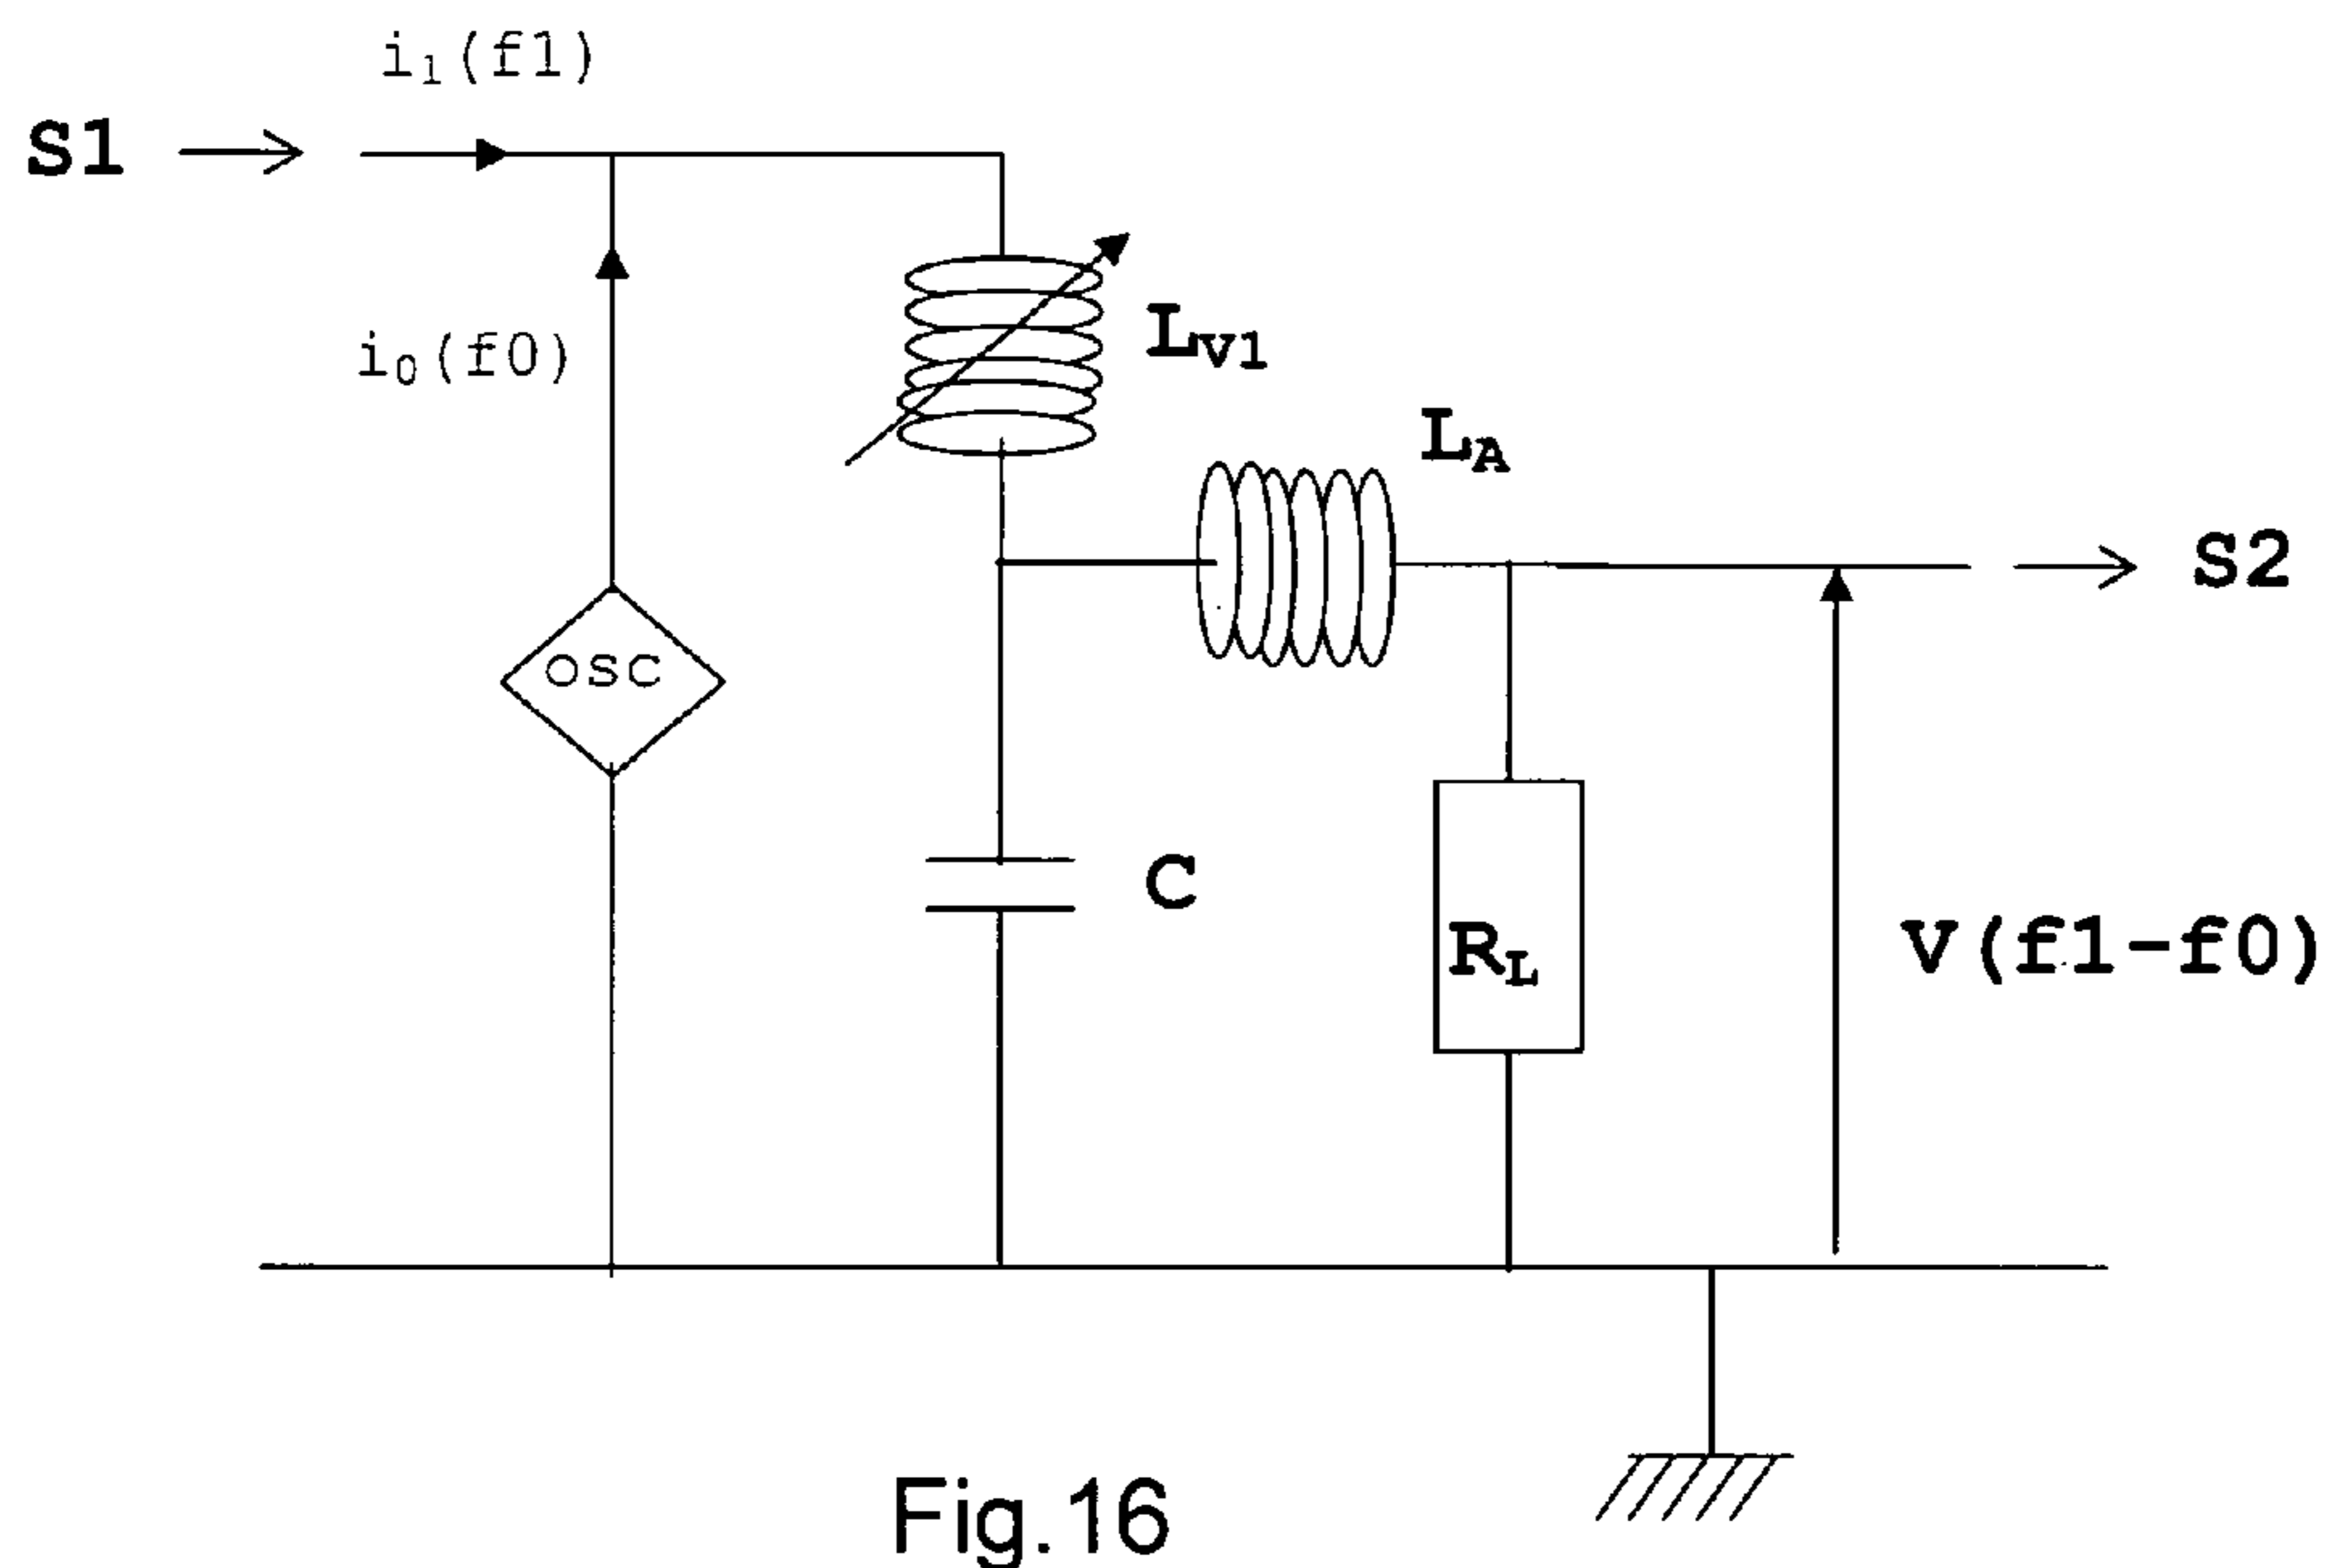 i₁(f1)
S1
i₀(f0)
Lv1
LA
S2
osc
C
RL
V(f1-f0)
Fig.16